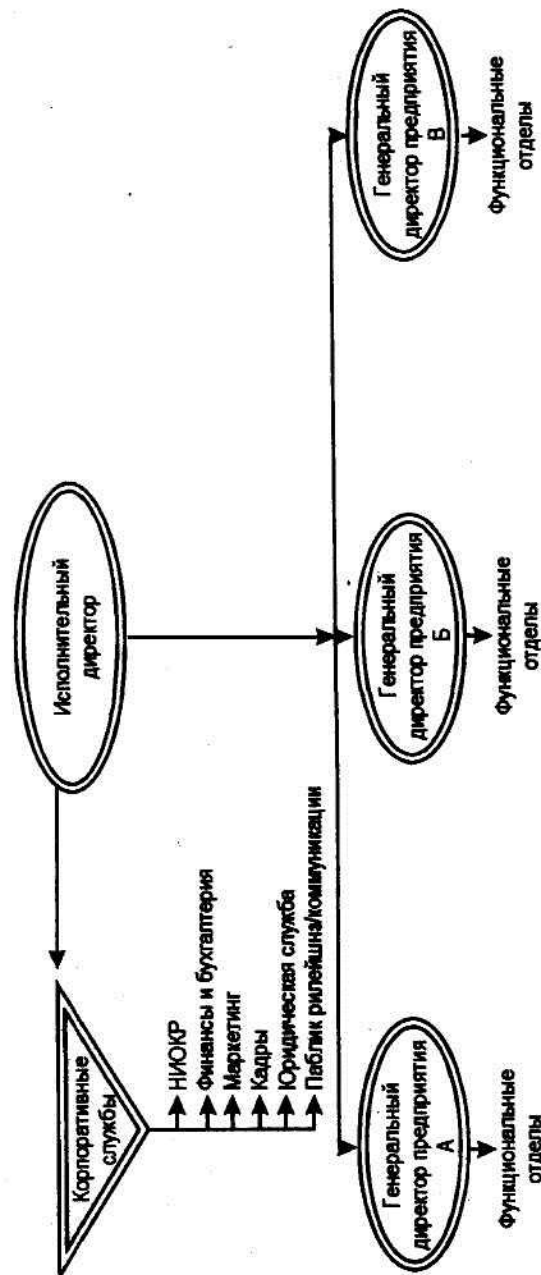 Исполнительный
директор
Корпоративные
службы
НИОКР
Финансы и бухгалтерия
Маркетинг
Кадры
Юридическая служба
Паблик рилейшнз/коммуникации
Генеральный
директор предприятия
А
Функциональные
отделы
Генеральный
директор предприятия
Б
Функциональные
отделы
Генеральный
директор предприятия
В
Функциональные
отделы